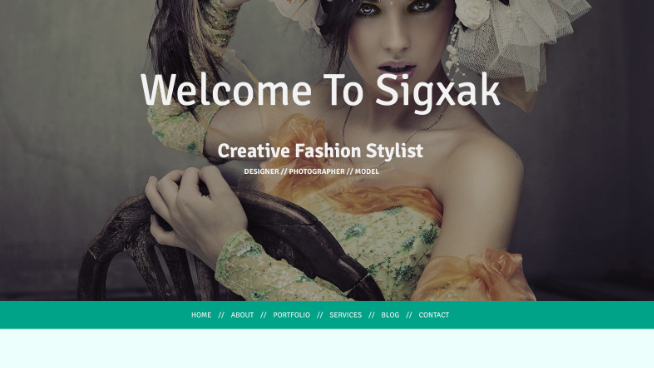 Welcome To Sigxak
Creative Fashion Stylist
DESIGNER // PHOTOGRAPHER // MODEL
HOME // ABOUT // PORTFOLIO // SERVICES // BLOG // CONTACT